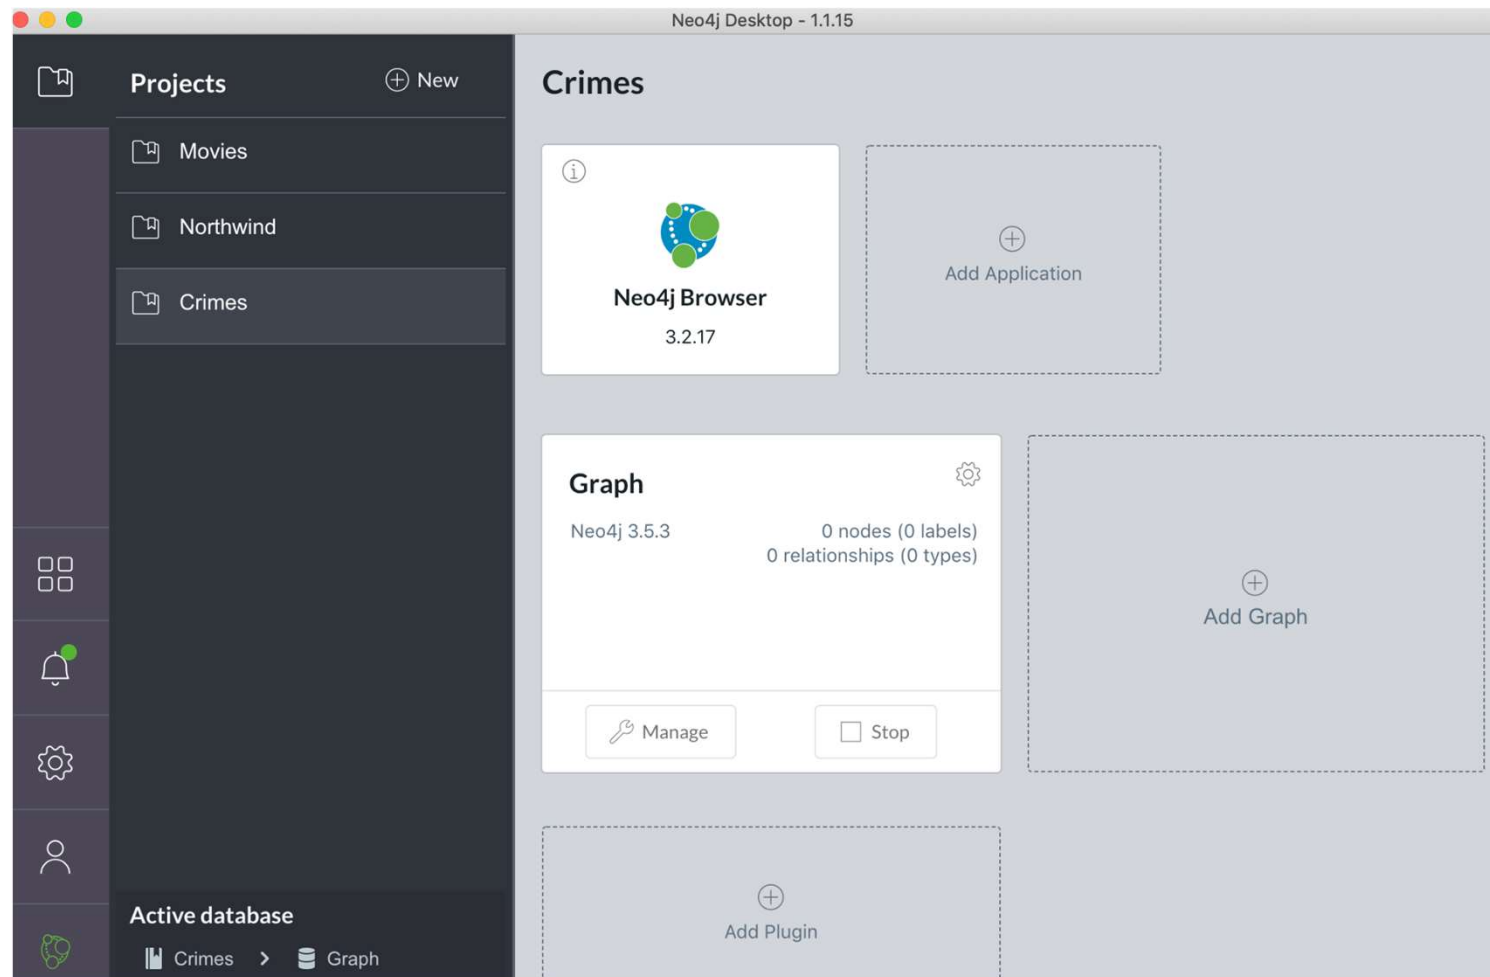 Neo4j Desktop - 1.1.15
Projects
New
Movies
Northwind
Crimes
Active database
Crimes > Graph
Crimes
Neo4j Browser
3.2.17
Add Application
Graph
Neo4j 3.5.3
0 nodes (0 labels)
0 relationships (0 types)
Manage
Stop
Add Graph
Add Plugin